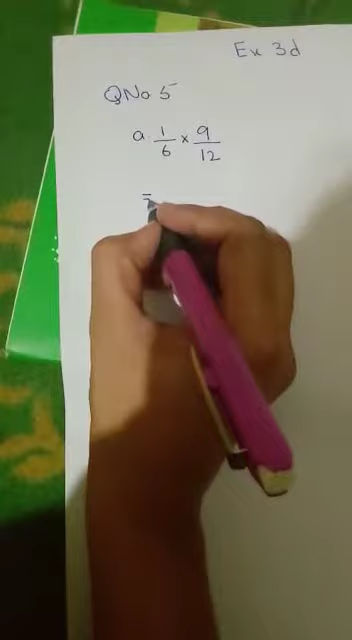 Ex 3d
QNo 5
a. 1/6 × 9/12
=